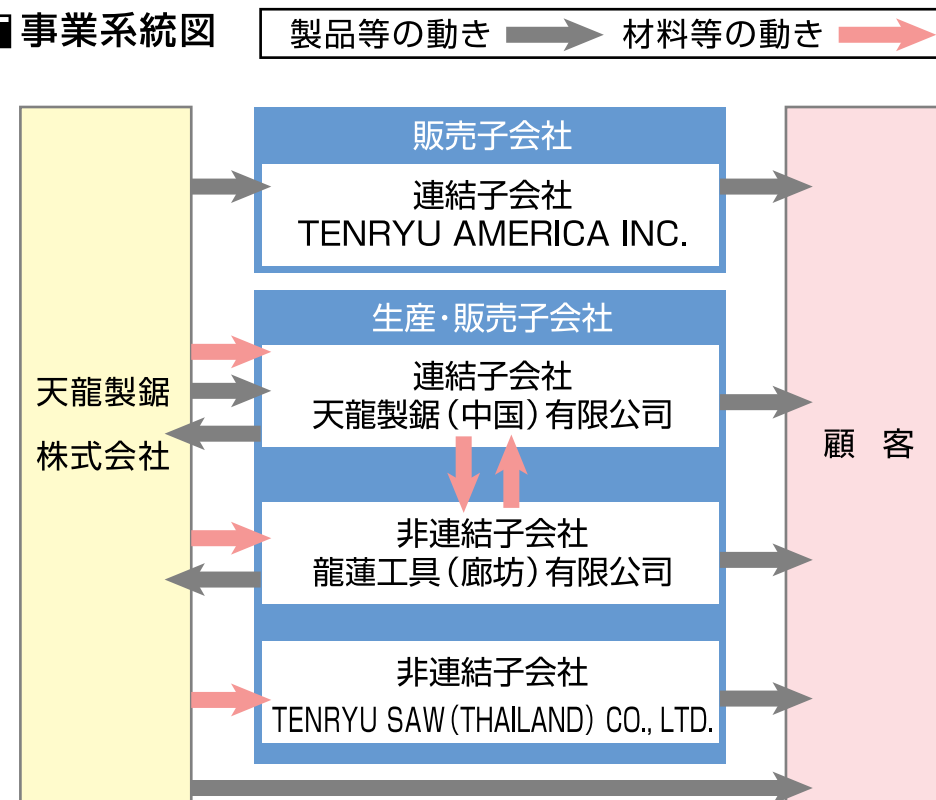 ■事業系統図
製品等の動き
材料等の動き
販売子会社
連結子会社
TENRYU AMERICA INC.
生産・販売子会社
連結子会社
天龍製鋸(中国)有限公司
非連結子会社
龍蓮工具(廊坊)有限公司
非連結子会社
TENRYU SAW(THAILAND) CO., LTD.
天龍製鋸
株式会社
顧 客